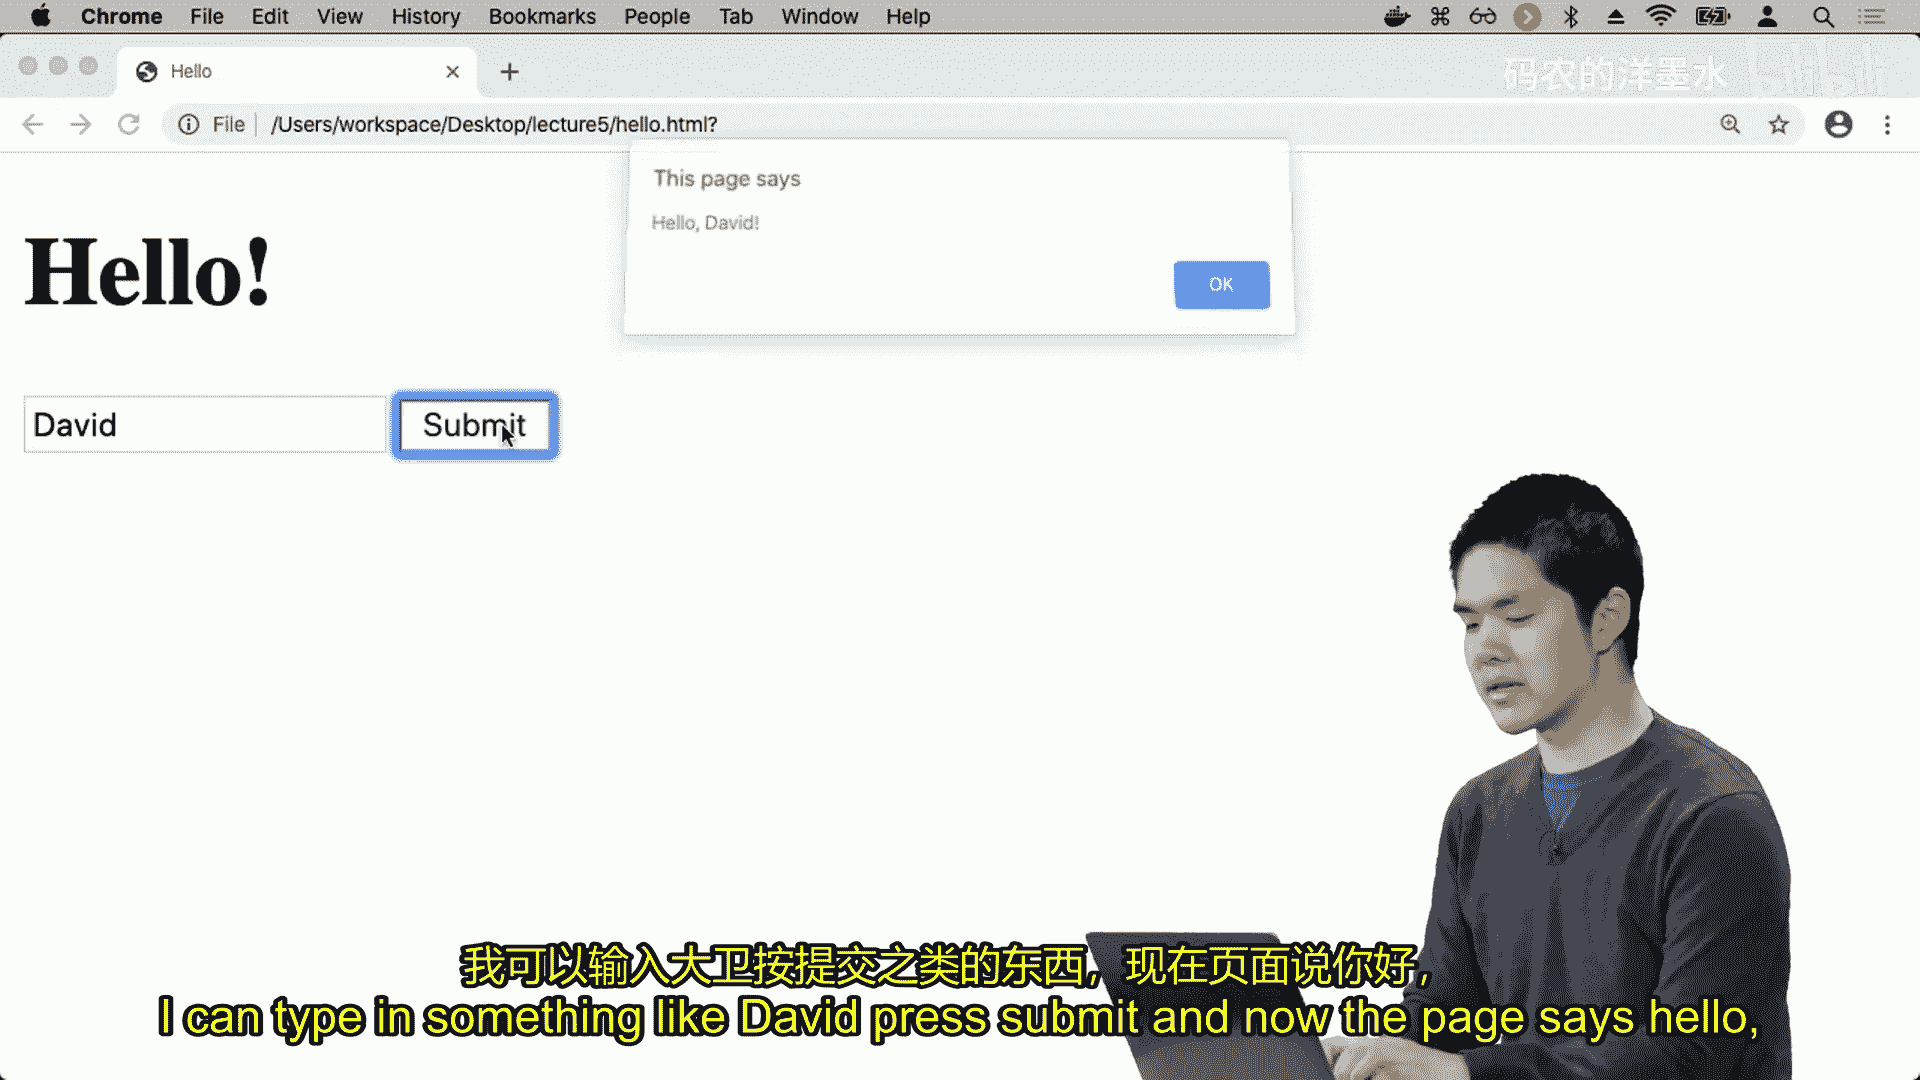 Chrome File Edit View History Bookmarks People Tab Window Help
Hello
码农的洋墨水 bilibili
File /Users/workspace/Desktop/lecture5/hello.html?
This page says
Hello, David!
OK
Hello!
David Submit
我可以输入大卫按提交之类的东西，现在页面说你好，
I can type in something like David press submit and now the page says hello,